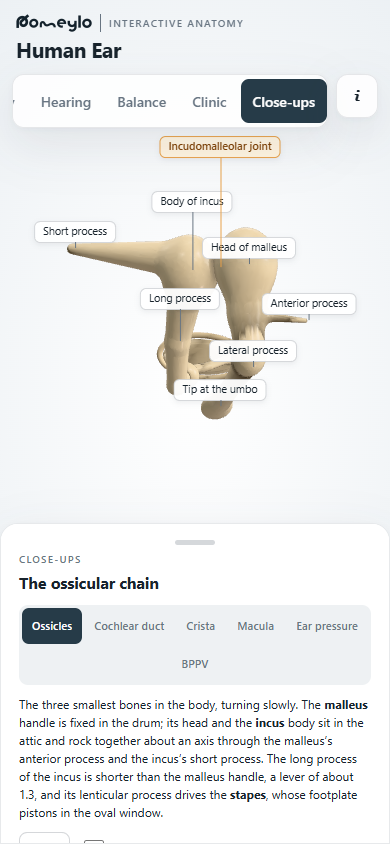 Domeylo INTERACTIVE ANATOMY
Human Ear
Hearing Balance Clinic Close-ups i
Incudomalleolar joint
Body of incus
Short process
Head of malleus
Long process
Anterior process
Lateral process
Tip at the umbo
CLOSE-UPS
The ossicular chain
Ossicles Cochlear duct Crista Macula Ear pressure
BPPV
The three smallest bones in the body, turning slowly. The malleus
handle is fixed in the drum; its head and the incus body sit in the
attic and rock together about an axis through the malleus's
anterior process and the incus's short process. The long process
of the incus is shorter than the malleus handle, a lever of about
1.3, and its lenticular process drives the stapes, whose footplate
pistons in the oval window.